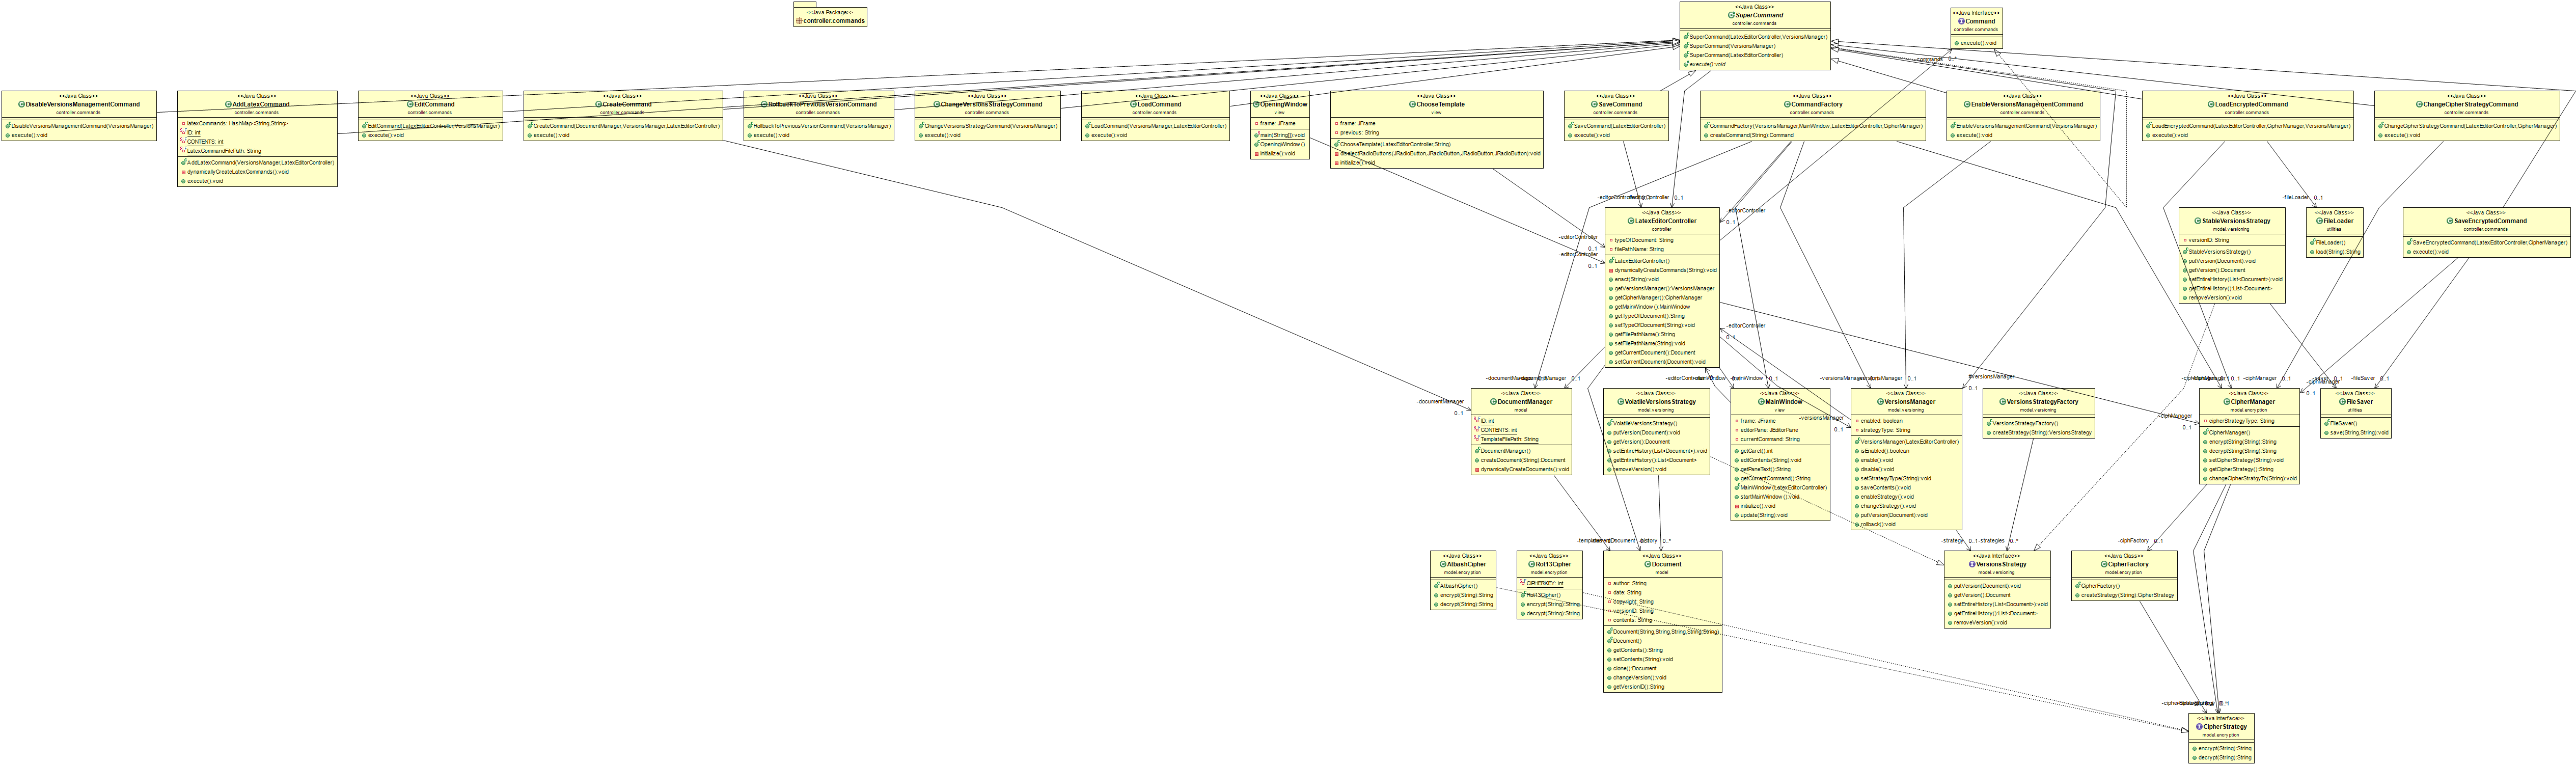 <<Java Package>>
controller.commands
<<Java Class>>
SuperCommand
controller.commands
SuperCommand(LatexEditorController,VersionsManager)
SuperCommand(VersionsManager)
SuperCommand(LatexEditorController)
execute():void
<<Java Interface>>
Command
controller.commands
execute():void
-commands 0..*
<<Java Class>>
DisableVersionsManagementCommand
controller.commands
DisableVersionsManagementCommand(VersionsManager)
execute():void
<<Java Class>>
AddLatexCommand
controller.commands
latexCommands: HashMap<String,String>
ID: int
CONTENTS: int
LatexCommandFilePath: String
AddLatexCommand(VersionsManager,LatexEditorController)
dynamicallyCreateLatexCommands():void
execute():void
<<Java Class>>
EditCommand
controller.commands
EditCommand(LatexEditorController,VersionsManager)
execute():void
<<Java Class>>
CreateCommand
controller.commands
CreateCommand(DocumentManager,VersionsManager,LatexEditorController)
execute():void
<<Java Class>>
RollbackToPreviousVersionCommand
controller.commands
RollbackToPreviousVersionCommand(VersionsManager)
execute():void
<<Java Class>>
ChangeVersionsStrategyCommand
controller.commands
ChangeVersionsStrategyCommand(VersionsManager)
execute():void
<<Java Class>>
LoadCommand
controller.commands
LoadCommand(VersionsManager,LatexEditorController)
execute():void
<<Java Class>>
OpeningWindow
view
frame: JFrame
main(String[]):void
OpeningWindow()
initialize():void
<<Java Class>>
ChooseTemplate
view
frame: JFrame
previous: String
ChooseTemplate(LatexEditorController,String)
diselectRadioButtons(JRadioButton,JRadioButton,JRadioButton,JRadioButton):void
initialize():void
<<Java Class>>
SaveCommand
controller.commands
SaveCommand(LatexEditorController)
execute():void
<<Java Class>>
CommandFactory
controller.commands
CommandFactory(VersionsManager,MainWindow,LatexEditorController,CipherManager)
createCommand(String):Command
<<Java Class>>
EnableVersionsManagementCommand
controller.commands
EnableVersionsManagementCommand(VersionsManager)
execute():void
<<Java Class>>
LoadEncryptedCommand
controller.commands
LoadEncryptedCommand(LatexEditorController,CipherManager,VersionsManager)
execute():void
<<Java Class>>
ChangeCipherStrategyCommand
controller.commands
ChangeCipherStrategyCommand(LatexEditorController,CipherManager)
execute():void
0..1
-fileLoader 0..1
<<Java Class>>
LatexEditorController
controller
typeOfDocument: String
filePathName: String
LatexEditorController()
dynamicallyCreateCommands(String):void
enact(String):void
getVersionsManager():VersionsManager
getCipherManager():CipherManager
getMainWindow():MainWindow
getTypeOfDocument():String
setTypeOfDocument(String):void
getFilePathName():String
setFilePathName(String):void
getCurrentDocument():Document
setCurrentDocument(Document):void
-editorController
0..1
-editorController
0..1
-editorController
0..1
-editorController
0..1
<<Java Class>>
StableVersionsStrategy
model.versioning
versionID: String
StableVersionsStrategy()
putVersion(Document):void
getVersion():Document
setEntireHistory(List<Document>):void
getEntireHistory():List<Document>
removeVersion():void
<<Java Class>>
FileLoader
utilities
FileLoader()
load(String):String
<<Java Class>>
SaveEncryptedCommand
controller.commands
SaveEncryptedCommand(LatexEditorController,CipherManager)
execute():void
0..1
0..1
0..1
-versionsManager
0..1
-ciphManager 0..1
-fileSaver 0..1
-documentManager
0..1
-versionsManager
0..1
-ciphManager
0..1
-ciphManager
0..1
<<Java Class>>
DocumentManager
model
ID: int
CONTENTS: int
TemplateFilePath: String
DocumentManager()
createDocument(String):Document
dynamicallyCreateDocuments():void
<<Java Class>>
VolatileVersionsStrategy
model.versioning
VolatileVersionsStrategy()
putVersion(Document):void
getVersion():Document
setEntireHistory(List<Document>):void
getEntireHistory():List<Document>
removeVersion():void
<<Java Class>>
MainWindow
view
frame: JFrame
editorPane: JEditorPane
currentCommand: String
getCaret():int
editContents(String):void
getPaneText():String
getCurrentCommand():String
MainWindow(LatexEditorController)
startMainWindow():void
initialize():void
update(String):void
<<Java Class>>
VersionsManager
model.versioning
enabled: boolean
strategyType: String
VersionsManager(LatexEditorController)
isEnabled():boolean
enable():void
disable():void
setStrategyType(String):void
saveContents():void
enableStrategy():void
changeStrategy():void
putVersion(Document):void
rollback():void
<<Java Class>>
VersionsStrategyFactory
model.versioning
VersionsStrategyFactory()
createStrategy(String):VersionsStrategy
<<Java Class>>
CipherManager
model.encryption
cipherStrategyType: String
CipherManager()
encryptString(String):String
decryptString(String):String
setCipherStrategy(String):void
getCipherStrategy():String
changeCipherStratgyTo(String):void
<<Java Class>>
FileSaver
utilities
FileSaver()
save(String,String):void
0..*
-strategy 0..1
-strategies 0..*
-ciphFactory 0..1
<<Java Class>>
AtbashCipher
model.encryption
AtbashCipher()
encrypt(String):String
decrypt(String):String
<<Java Class>>
Rot13Cipher
model.encryption
CIPHERKEY: int
Rot13Cipher()
encrypt(String):String
decrypt(String):String
<<Java Class>>
Document
model
author: String
date: String
copyright: String
versionID: String
contents: String
Document(String,String,String,String,String)
Document()
getContents():String
setContents(String):void
clone():Document
changeVersion():void
getVersionID():String
<<Java Interface>>
VersionsStrategy
model.versioning
putVersion(Document):void
getVersion():Document
setEntireHistory(List<Document>):void
getEntireHistory():List<Document>
removeVersion():void
<<Java Class>>
CipherFactory
model.encryption
CipherFactory()
createStrategy(String):CipherStrategy
<<Java Interface>>
CipherStrategy
model.encryption
encrypt(String):String
decrypt(String):String